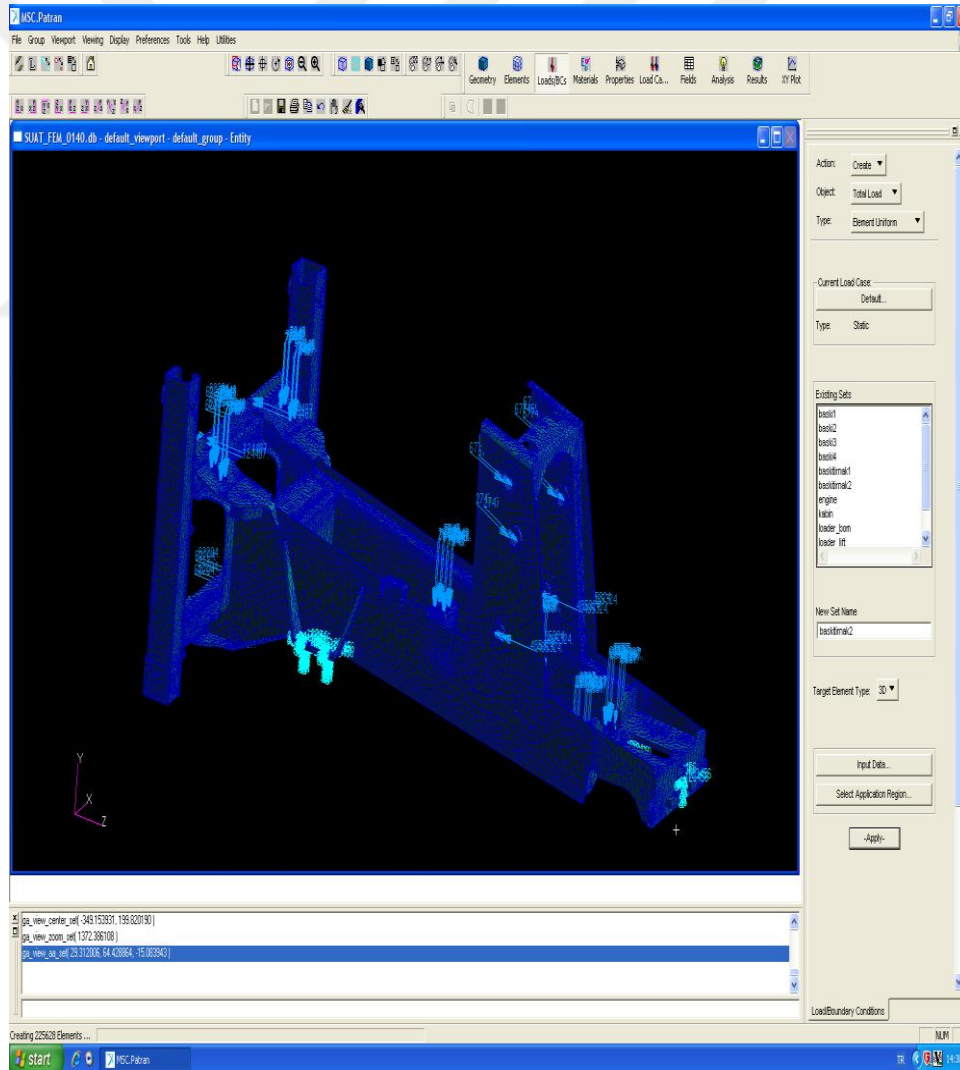 MSC.Patran
File Group Viewport Viewing Display Preferences Tools Help Utilities
Geometry Elements Loads/BCs Materials Properties Load Ca... Fields Analysis Results XY Plot
SUAT_FEM_0140.db - default_viewport - default_group - Entity
Action: Create
Object: Total Load
Type: Element Uniform
Current Load Case:
Default...
Type: Static
Existing Sets
baski1
baski2
baski3
baski4
baskitirnak1
baskitirnak2
engine
kabin
loader_bom
loader_lift
New Set Name
baskitirnak2
Target Element Type: 3D
Input Data...
Select Application Region...
-Apply-
Y
X
Z
ga_view_center_set( -349.153931, 199.820190 )
ga_view_zoom_set( 1372.386108 )
ga_view_aa_set( 29.312006, 64.428864, -15.083943 )
Load/Boundary Conditions
Creating 225628 Elements ...
NUM
start
MSC.Patran
TR